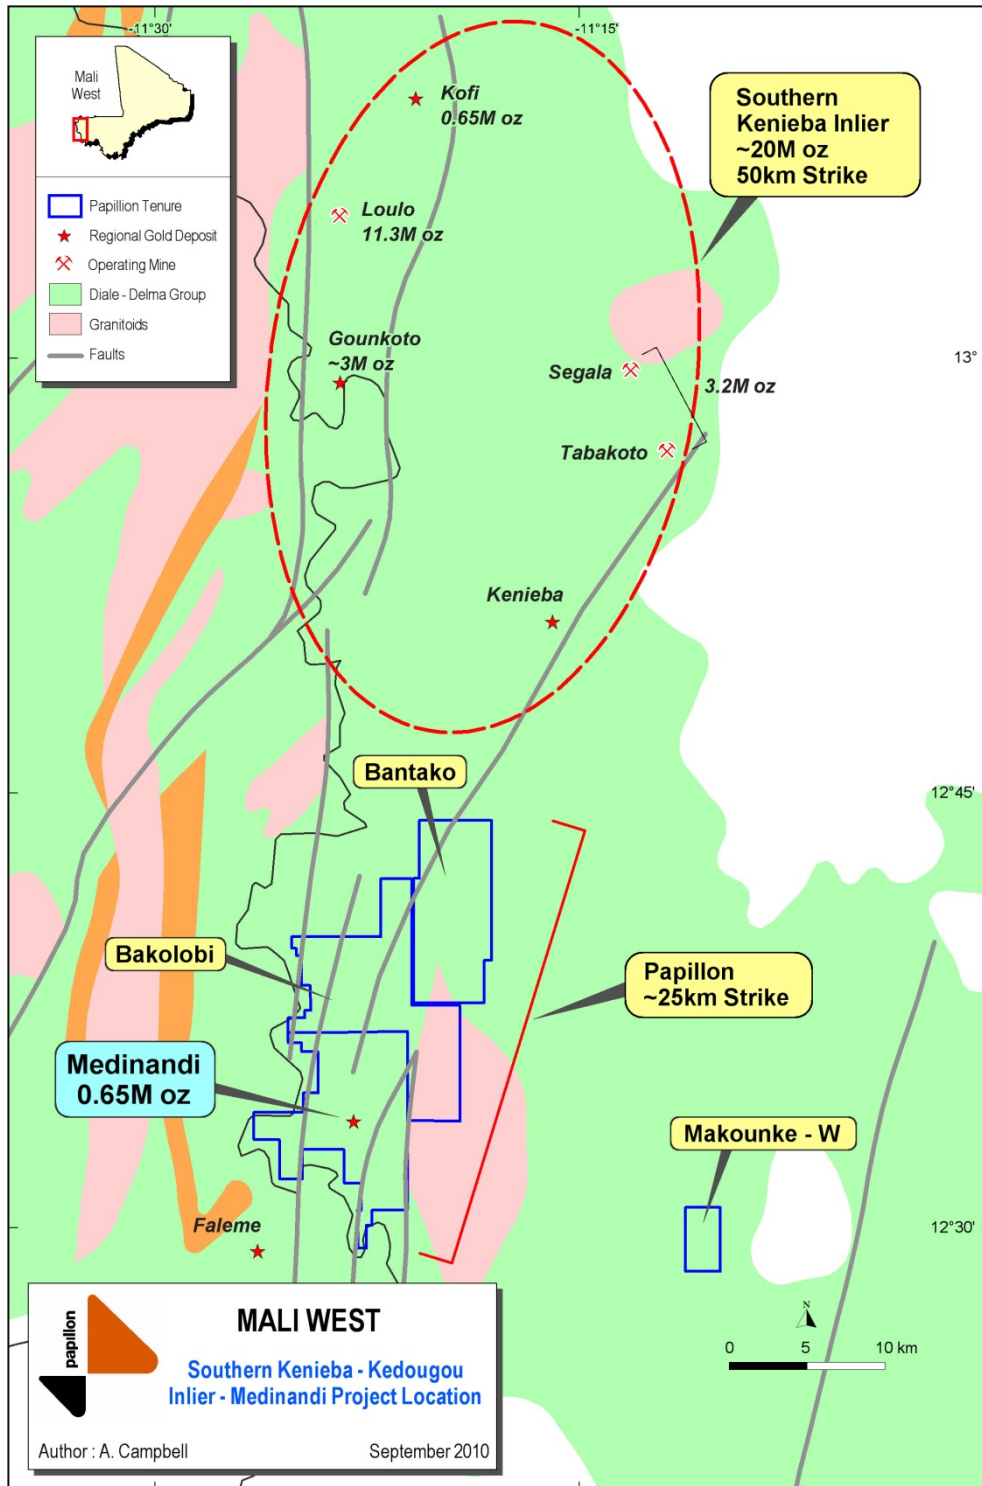 -11°30'
-11°15'
Mali
West
Papillion Tenure
Regional Gold Deposit
Operating Mine
Diale - Delma Group
Granitoids
Faults
Kofi
0.65M oz
Southern
Kenieba Inlier
~20M oz
50km Strike
Loulo
11.3M oz
Gounkoto
~3M oz
13°
Segala
3.2M oz
Tabakoto
Kenieba
Bantako
12°45'
Bakolobi
Papillon
~25km Strike
Medinandi
0.65M oz
Makounke - W
Faleme
12°30'
N
0 5 10 km
papillon
MALI WEST
Southern Kenieba - Kedougou
Inlier - Medinandi Project Location
Author : A. Campbell
September 2010